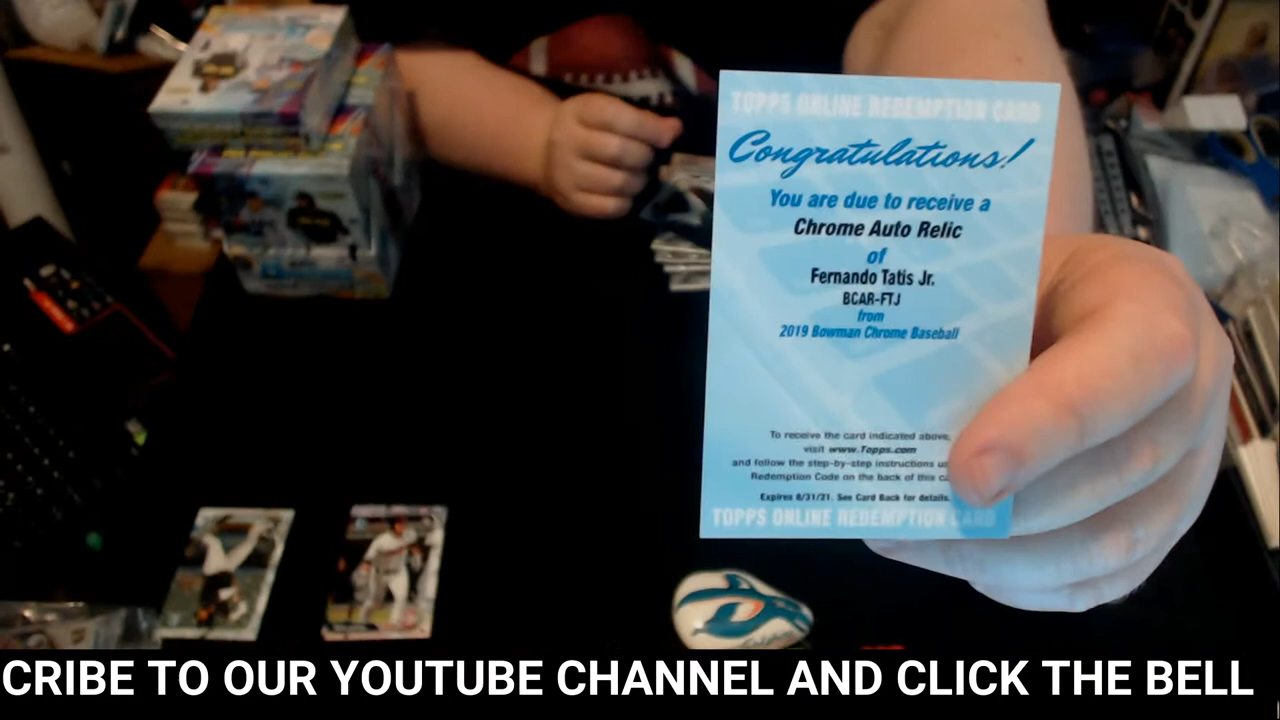 TOPPS ONLINE REDEMPTION CARD
Congratulations!
You are due to receive a
Chrome Auto Relic
of
Fernando Tatis Jr.
BCAR-FTJ
from
2019 Bowman Chrome Baseball
To receive the card indicated above,
visit www.Topps.com
and follow the step-by-step instructions
Redemption Code on the back of this
Expires 8/31/21. See Card Back for details.
TOPPS ONLINE REDEMPTION CARD
CRIBE TO OUR YOUTUBE CHANNEL AND CLICK THE BELL